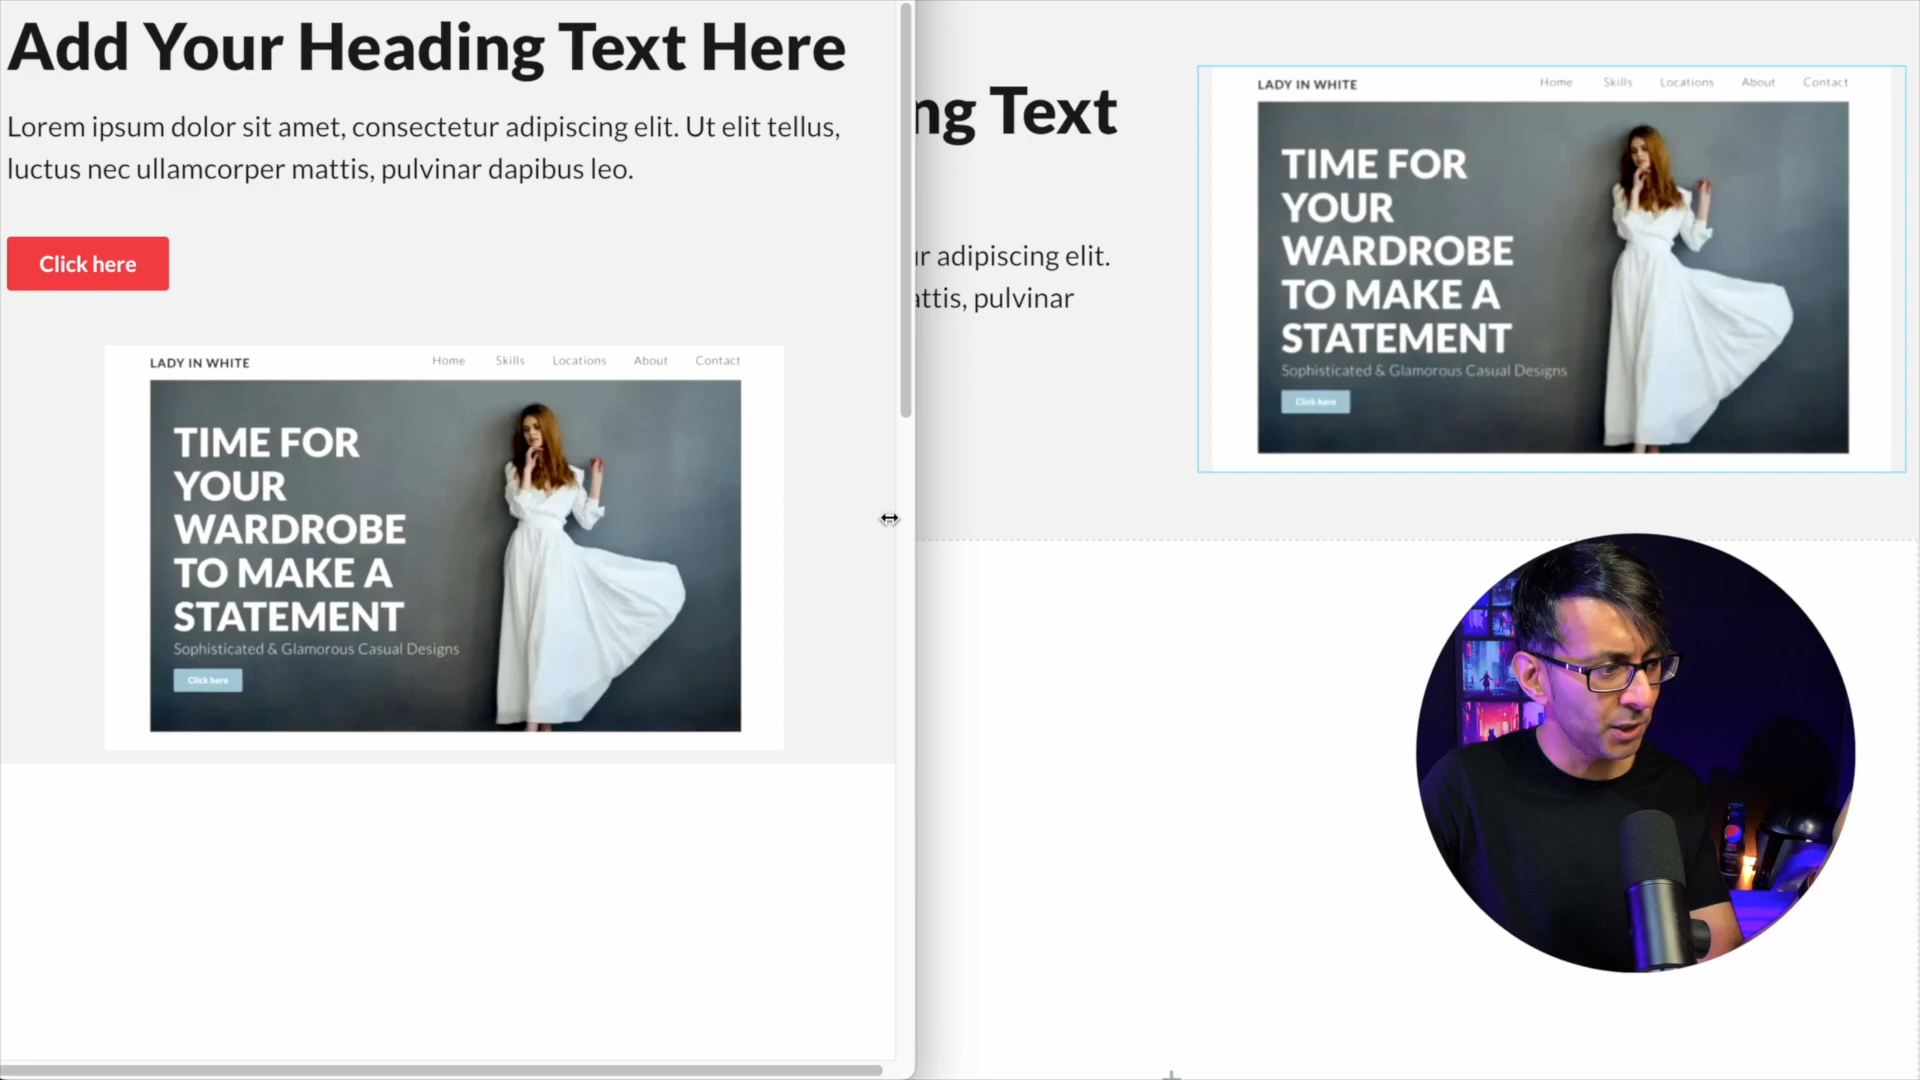 Add Your Heading Text Here
Lorem ipsum dolor sit amet, consectetur adipiscing elit. Ut elit tellus,
luctus nec ullamcorper mattis, pulvinar dapibus leo.
Click here
LADY IN WHITE Home Skills Locations About Contact
TIME FOR
YOUR
WARDROBE
TO MAKE A
STATEMENT
Sophisticated & Glamorous Casual Designs
Click here
ng Text
ur adipiscing elit.
attis, pulvinar
LADY IN WHITE Home Skills Locations About Contact
TIME FOR
YOUR
WARDROBE
TO MAKE A
STATEMENT
Sophisticated & Glamorous Casual Designs
Click here